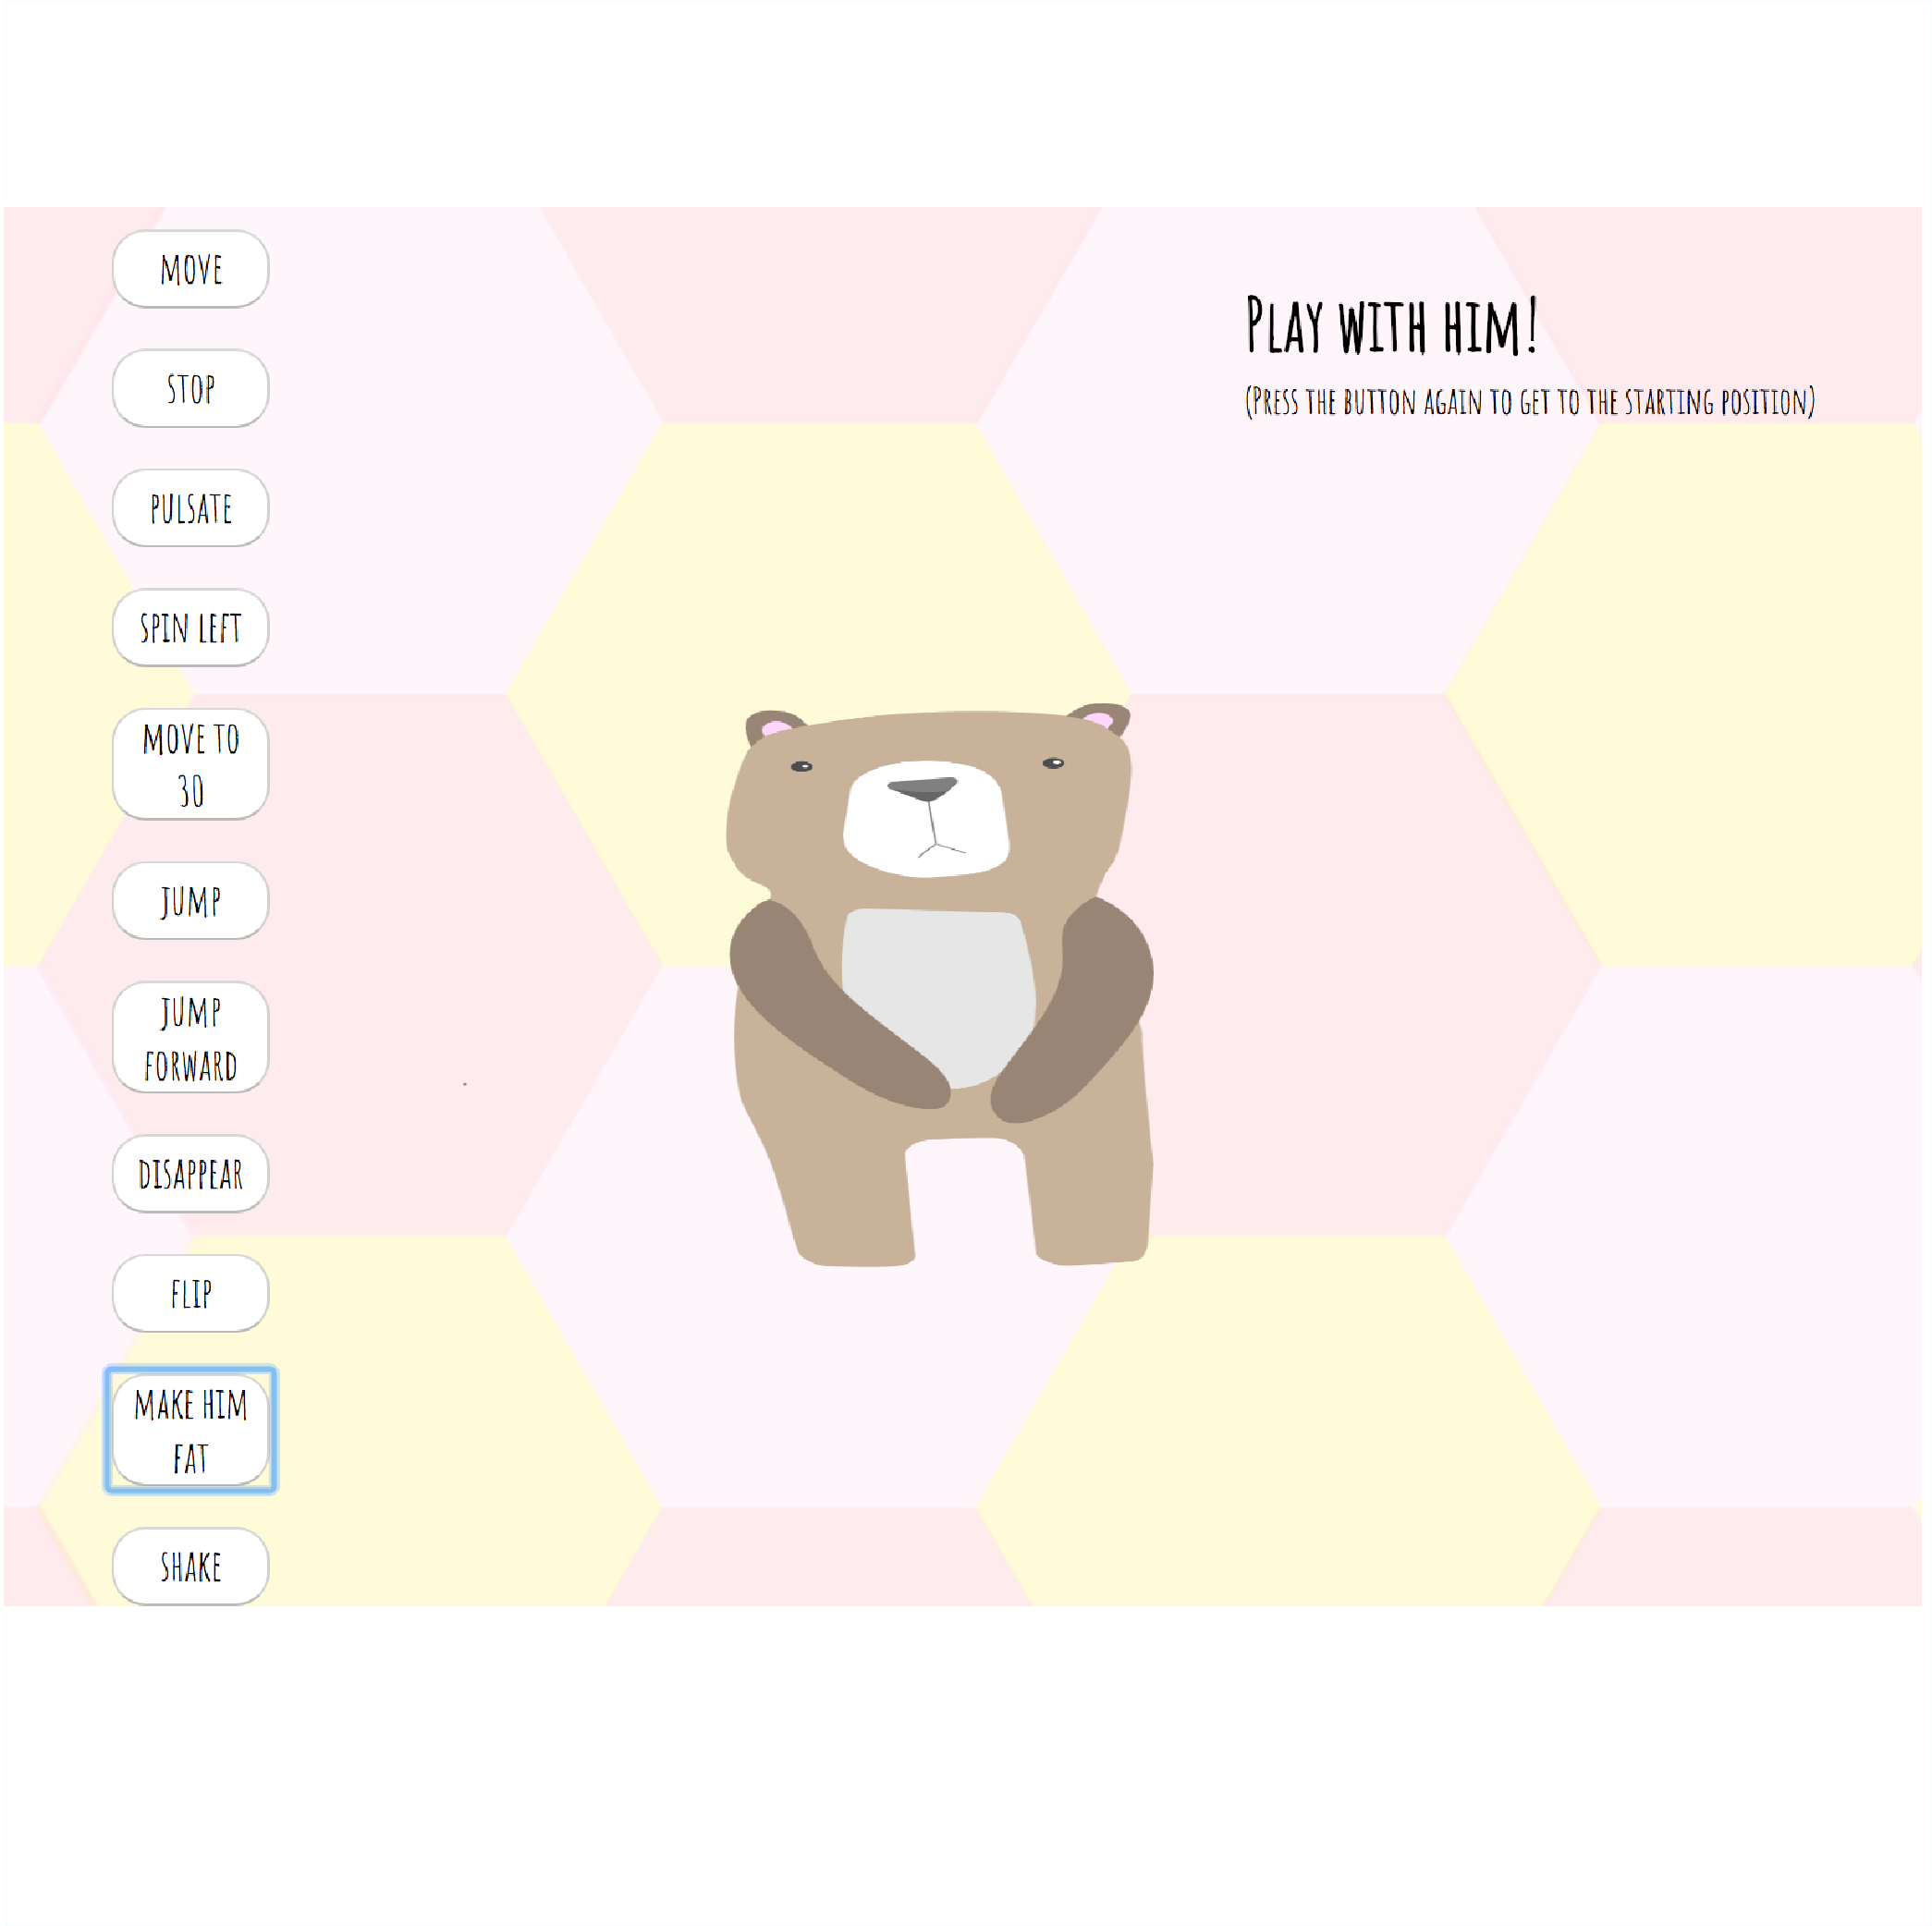 MOVE
STOP
PULSATE
SPIN LEFT
MOVE TO
30
JUMP
JUMP
FORWARD
DISAPPEAR
FLIP
MAKE HIM
FAT
SHAKE
PLAY WITH HIM!
(PRESS THE BUTTON AGAIN TO GET TO THE STARTING POSITION)